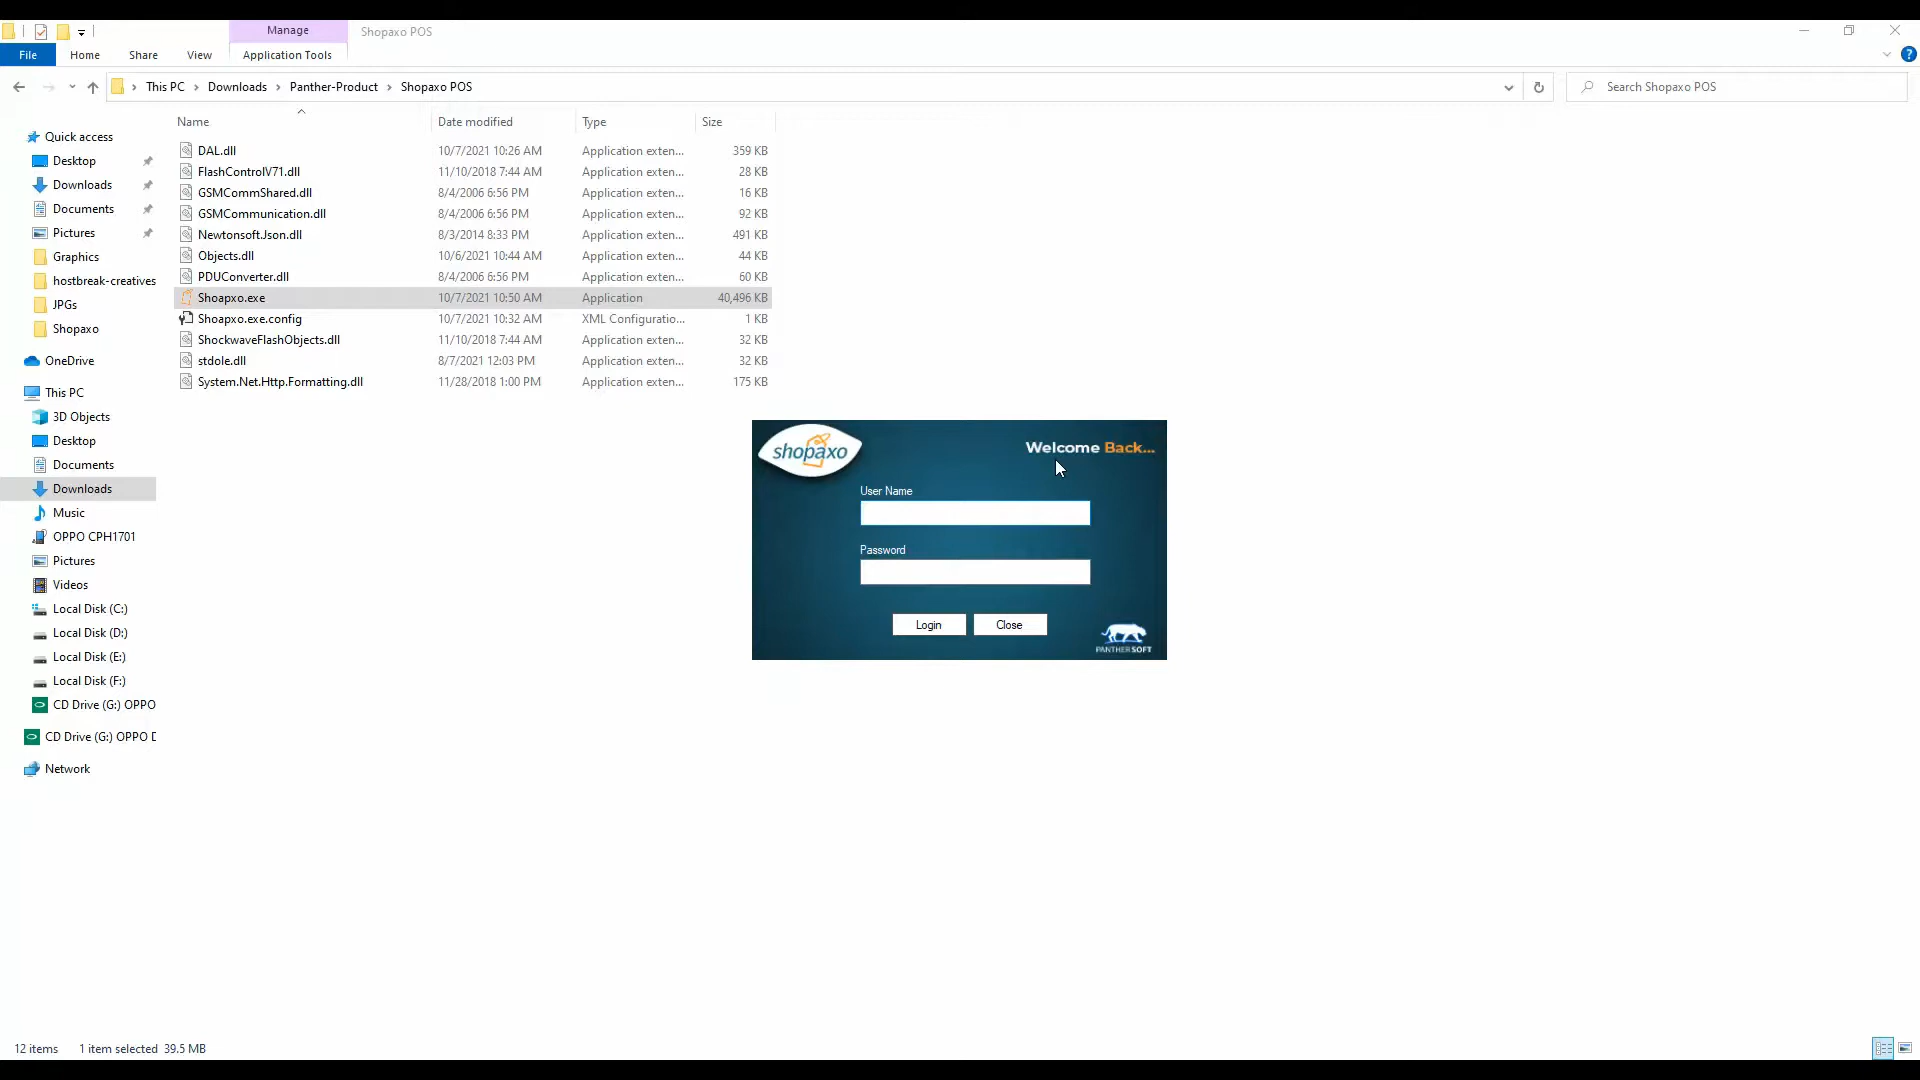 Manage
Shopaxo POS
File
Home
Share
View
Application Tools
This PC
Downloads
Panther-Product
Shopaxo POS
Search Shopaxo POS
Name
Date modified
Type
Size
DAL.dll 10/7/2021 10:26 AM Application exten... 359 KB
FlashControlV71.dll 11/10/2018 7:44 AM Application exten... 28 KB
GSMCommShared.dll 8/4/2006 6:56 PM Application exten... 16 KB
GSMCommunication.dll 8/4/2006 6:56 PM Application exten... 92 KB
Newtonsoft.Json.dll 8/3/2014 8:33 PM Application exten... 491 KB
Objects.dll 10/6/2021 10:44 AM Application exten... 44 KB
PDUConverter.dll 8/4/2006 6:56 PM Application exten... 60 KB
Shoapxo.exe 10/7/2021 10:50 AM Application 40,496 KB
Shoapxo.exe.config 10/7/2021 10:32 AM XML Configuratio... 1 KB
ShockwaveFlashObjects.dll 11/10/2018 7:44 AM Application exten... 32 KB
stdole.dll 8/7/2021 12:03 PM Application exten... 32 KB
System.Net.Http.Formatting.dll 11/28/2018 1:00 PM Application exten... 175 KB
Quick access
Desktop
Downloads
Documents
Pictures
Graphics
hostbreak-creatives
JPGs
Shopaxo
OneDrive
This PC
3D Objects
Desktop
Documents
Downloads
Music
OPPO CPH1701
Pictures
Videos
Local Disk (C:)
Local Disk (D:)
Local Disk (E:)
Local Disk (F:)
CD Drive (G:) OPPO
CD Drive (G:) OPPO D
Network
shopaxo
Welcome Back...
User Name
Password
Login
Close
PANTHERSOFT
12 items
1 item selected 39.5 MB